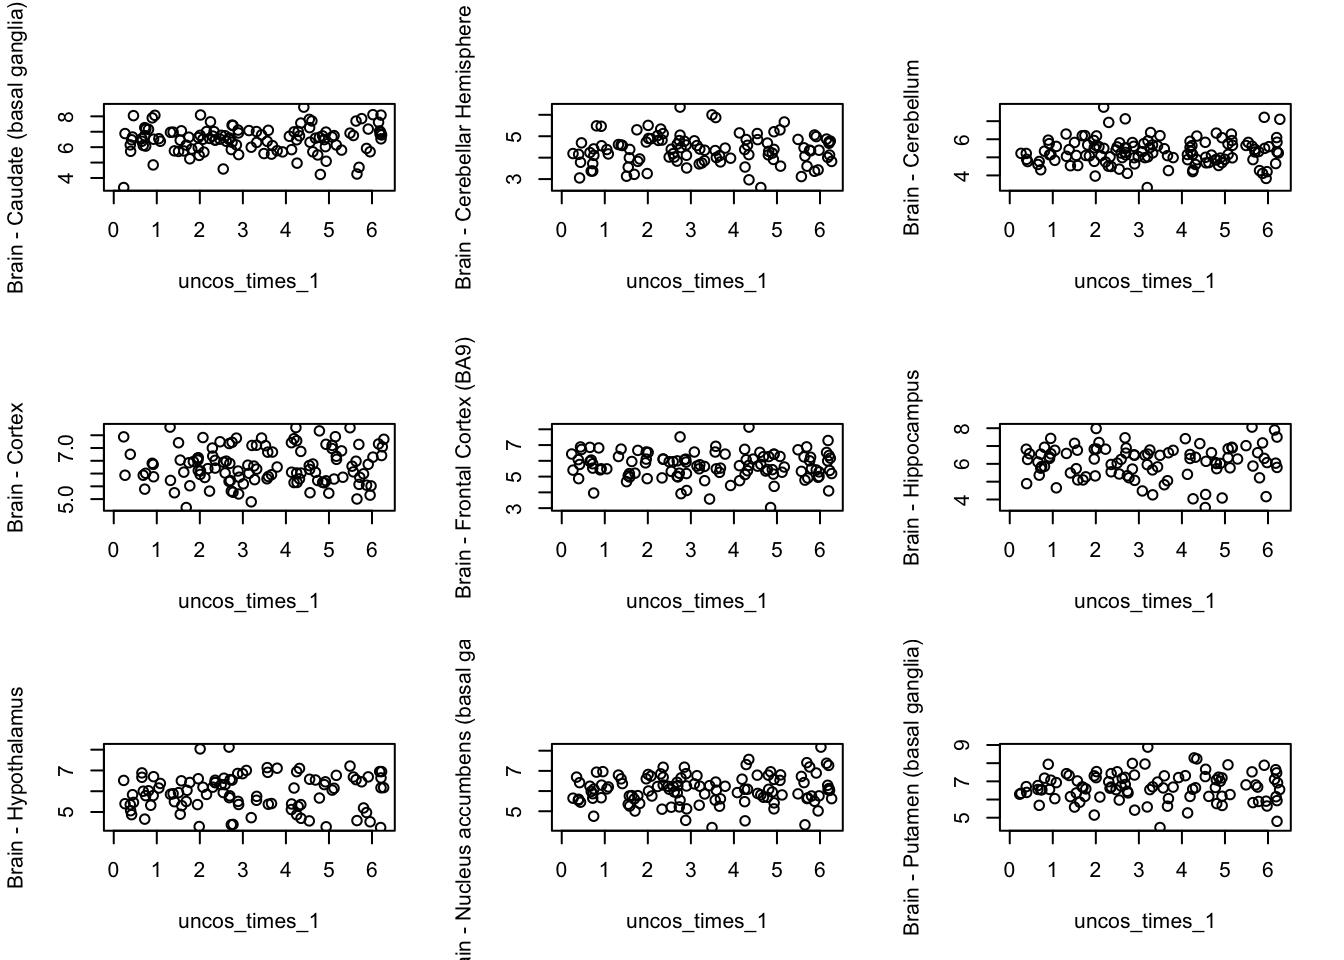 Brain - Caudate (basal ganglia)
4 6 8
0 1 2 3 4 5 6
uncos_times_1
Brain - Cerebellar Hemisphere
3 5
0 1 2 3 4 5 6
uncos_times_1
Brain - Cerebellum
4 6
0 1 2 3 4 5 6
uncos_times_1
Brain - Cortex
5.0 7.0
0 1 2 3 4 5 6
uncos_times_1
Brain - Frontal Cortex (BA9)
3 5 7
0 1 2 3 4 5 6
uncos_times_1
Brain - Hippocampus
4 6 8
0 1 2 3 4 5 6
uncos_times_1
Brain - Hypothalamus
5 7
0 1 2 3 4 5 6
uncos_times_1
ain - Nucleus accumbens (basal ga
5 7
0 1 2 3 4 5 6
uncos_times_1
Brain - Putamen (basal ganglia)
5 7 9
0 1 2 3 4 5 6
uncos_times_1